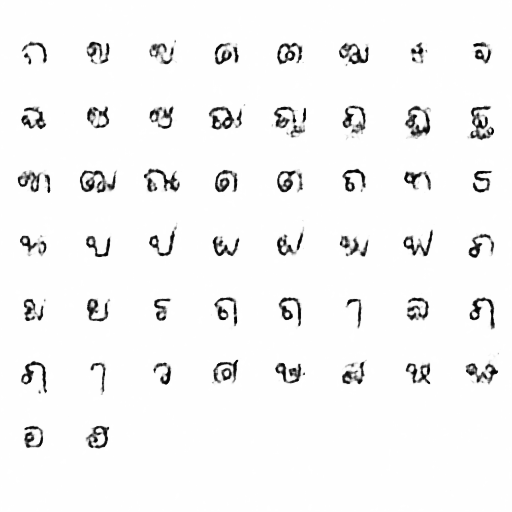 ก ข ฃ ค ฅ ฆ ง จ
ฉ ช ซ ฌ ญ ฎ ฏ ฐ
ฑ ฒ ณ ด ต ถ ท ธ
น บ ป ผ ฝ พ ฟ ภ
ม ย ร ฤ ฤ ๅ ล ฦ
ฦ ๅ ว ศ ษ ส ห ฬ
อ ฮ